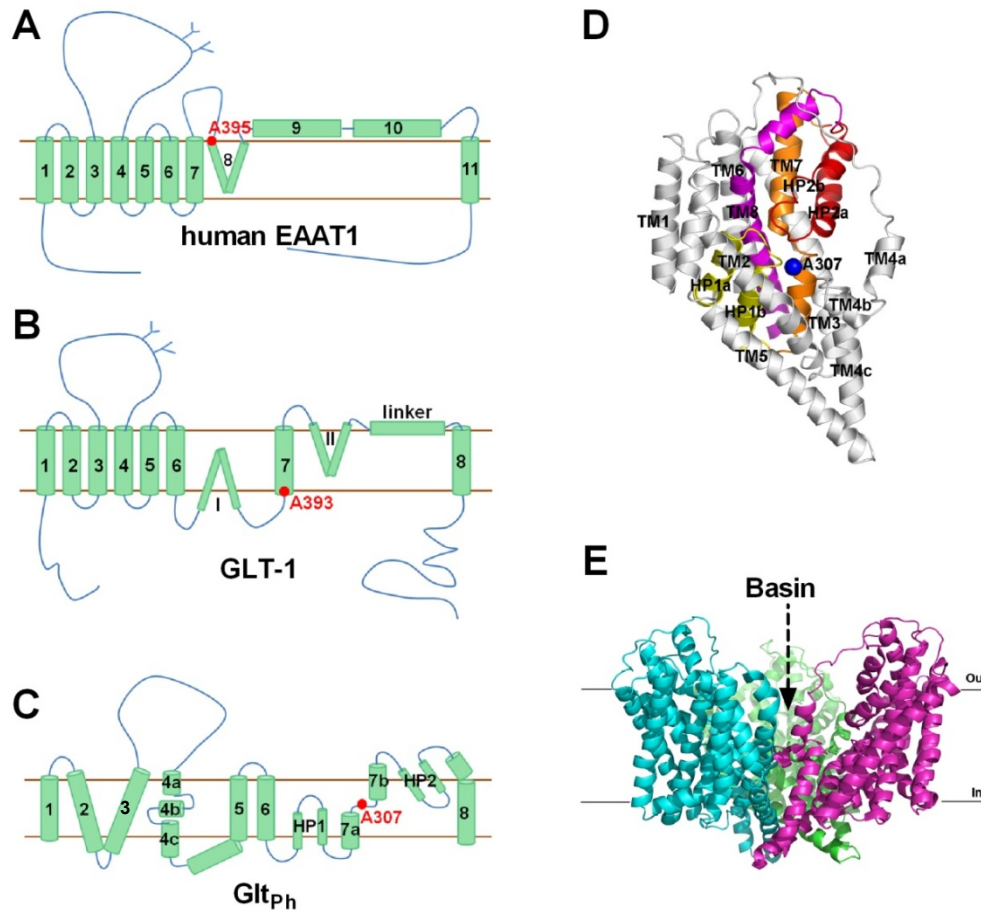 A
A395
9
10
8
1
2
3
4
5
6
7
11
human EAAT1
B
linker
II
1
2
3
4
5
6
7
8
I
A393
GLT-1
C
4a
7b
HP2
1
2
3
4b
5
6
A307
8
HP1
7a
4c
GltPh
D
TM6
TM7
HP2b
TM1
TM8
HP2a
TM2
A307
TM4a
HP1a
HP1b
TM4b
TM3
TM5
TM4c
E
Basin
Ou
In